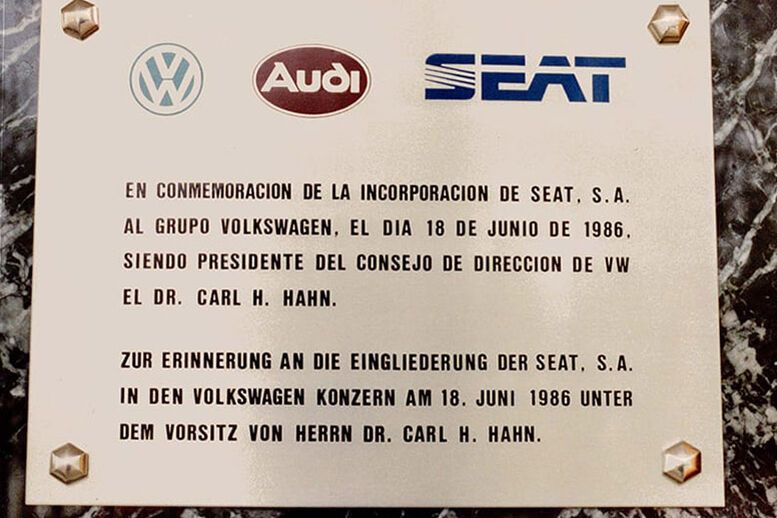 VW Audi SEAT
EN CONMEMORACION DE LA INCORPORACION DE SEAT, S.A.
AL GRUPO VOLKSWAGEN, EL DIA 18 DE JUNIO DE 1986,
SIENDO PRESIDENTE DEL CONSEJO DE DIRECCION DE VW
EL DR. CARL H. HAHN.
ZUR ERINNERUNG AN DIE EINGLIEDERUNG DER SEAT, S.A.
IN DEN VOLKSWAGEN KONZERN AM 18. JUNI 1986 UNTER
DEM VORSITZ VON HERRN DR. CARL H. HAHN.